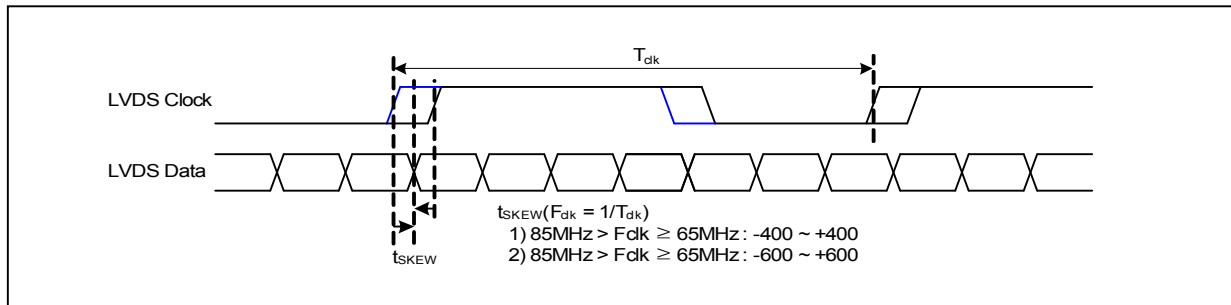 Tclk
LVDS Clock
LVDS Data
tSKEW(Fclk = 1/Tclk)
1) 85MHz > Fclk ≥ 65MHz : -400 ~ +400
2) 85MHz > Fclk ≥ 65MHz : -600 ~ +600
tSKEW